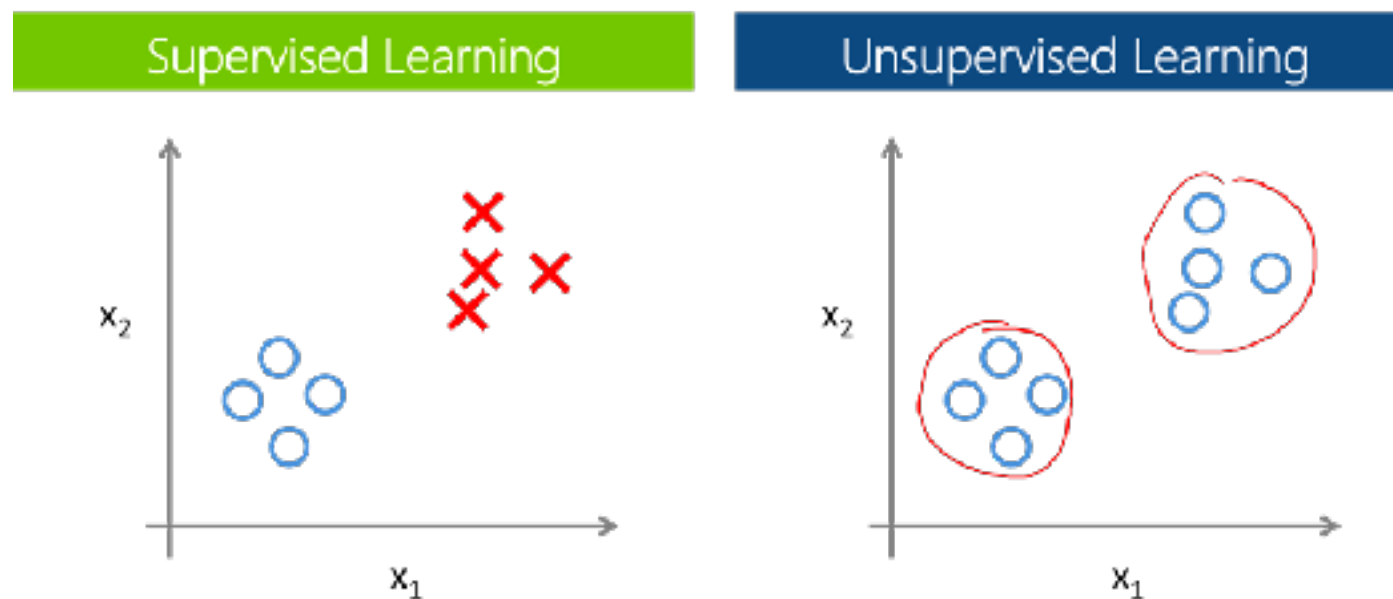 Supervised Learning
Unsupervised Learning
x₂
x₁
x₂
x₁